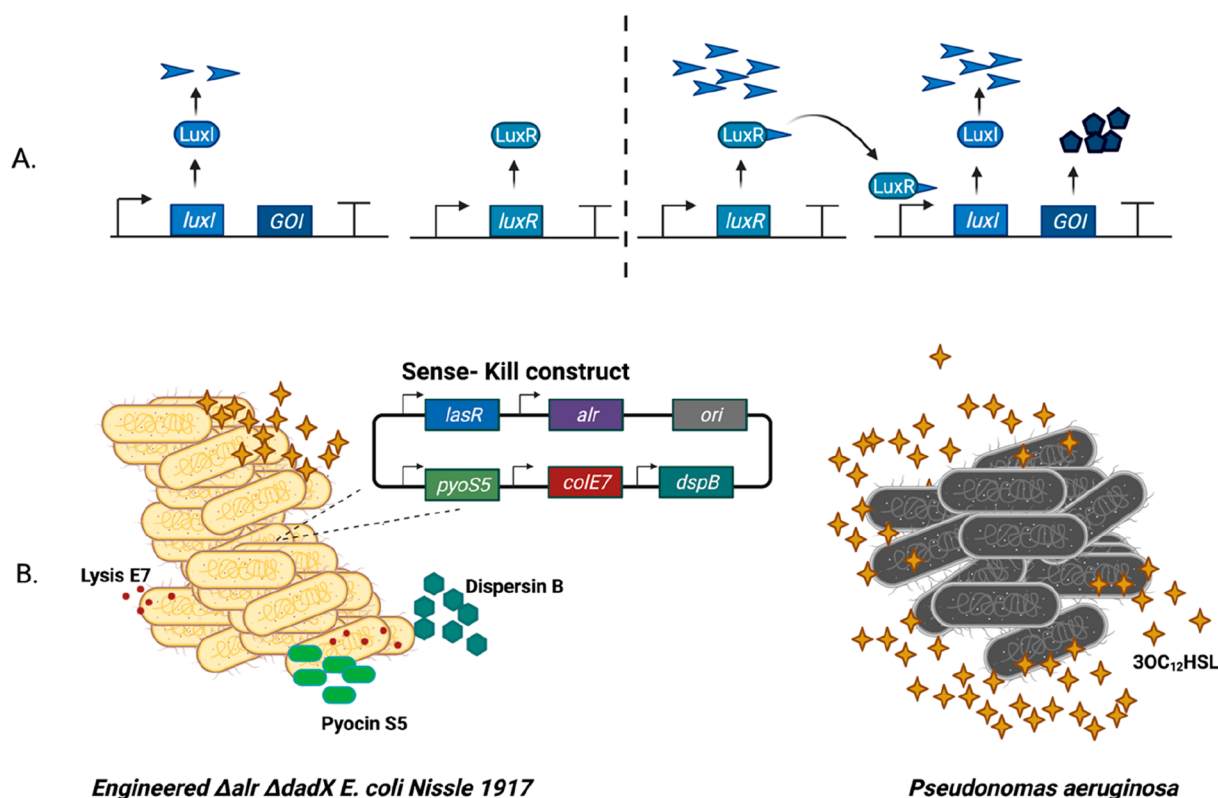 A.
LuxI
LuxR
LuxR
LuxI
LuxR
luxI GOI
luxR
luxR
luxI GOI
Sense- Kill construct
lasR alr ori
pyoS5 colE7 dspB
B.
Lysis E7
Dispersin B
Pyocin S5
3OC₁₂HSL
Engineered Δalr ΔdadX E. coli Nissle 1917
Pseudonomas aeruginosa